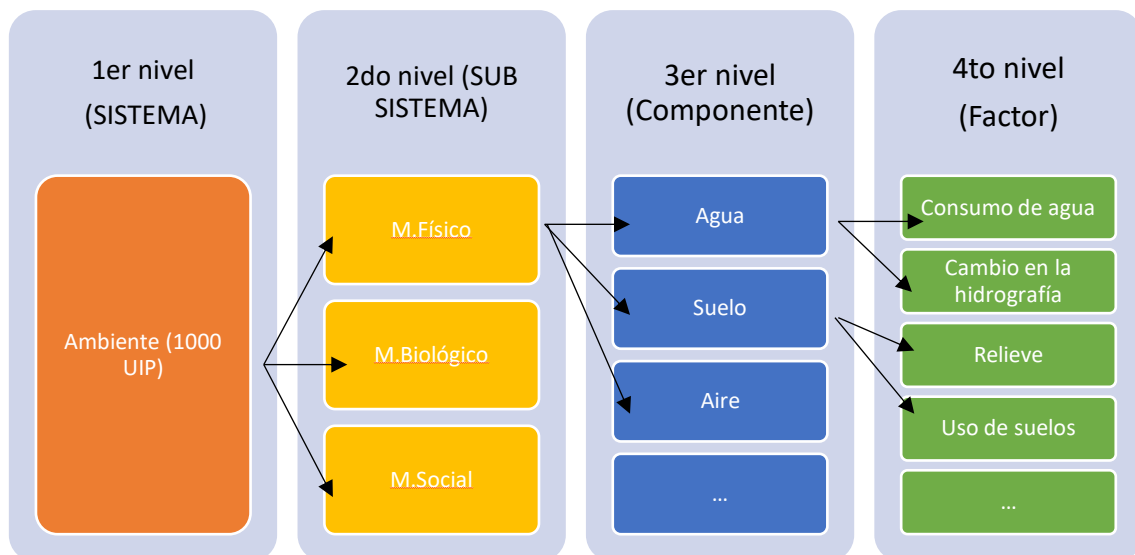 1er nivel
(SISTEMA)
Ambiente (1000
UIP)
2do nivel (SUB
SISTEMA)
M.Físico
M.Biológico
M.Social
3er nivel
(Componente)
Agua
Suelo
Aire
...
4to nivel
(Factor)
Consumo de agua
Cambio en la
hidrografía
Relieve
Uso de suelos
...